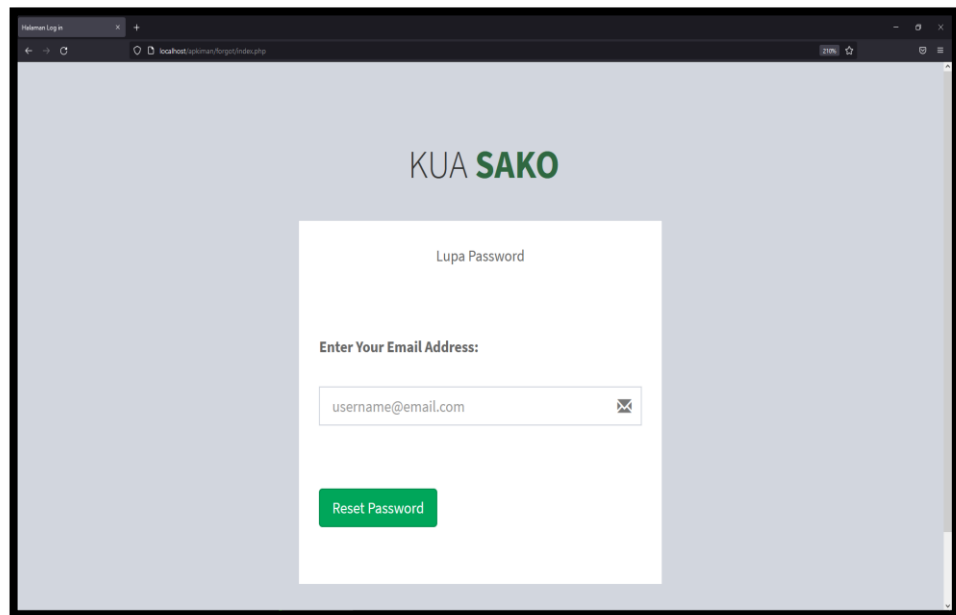 Halaman Log in
localhost/apkiman/forgot/index.php
210%
KUA SAKO
Lupa Password
Enter Your Email Address:
username@email.com
Reset Password